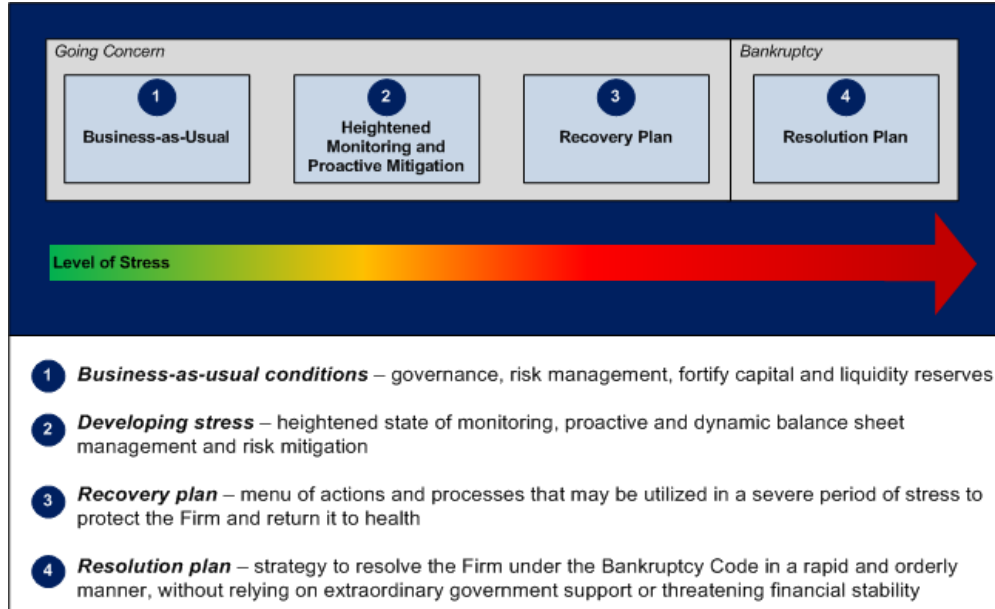 Going Concern
Bankruptcy
1
Business-as-Usual
2
Heightened
Monitoring and
Proactive Mitigation
3
Recovery Plan
4
Resolution Plan
Level of Stress
1 Business-as-usual conditions – governance, risk management, fortify capital and liquidity reserves
2 Developing stress – heightened state of monitoring, proactive and dynamic balance sheet
management and risk mitigation
3 Recovery plan – menu of actions and processes that may be utilized in a severe period of stress to
protect the Firm and return it to health
4 Resolution plan – strategy to resolve the Firm under the Bankruptcy Code in a rapid and orderly
manner, without relying on extraordinary government support or threatening financial stability